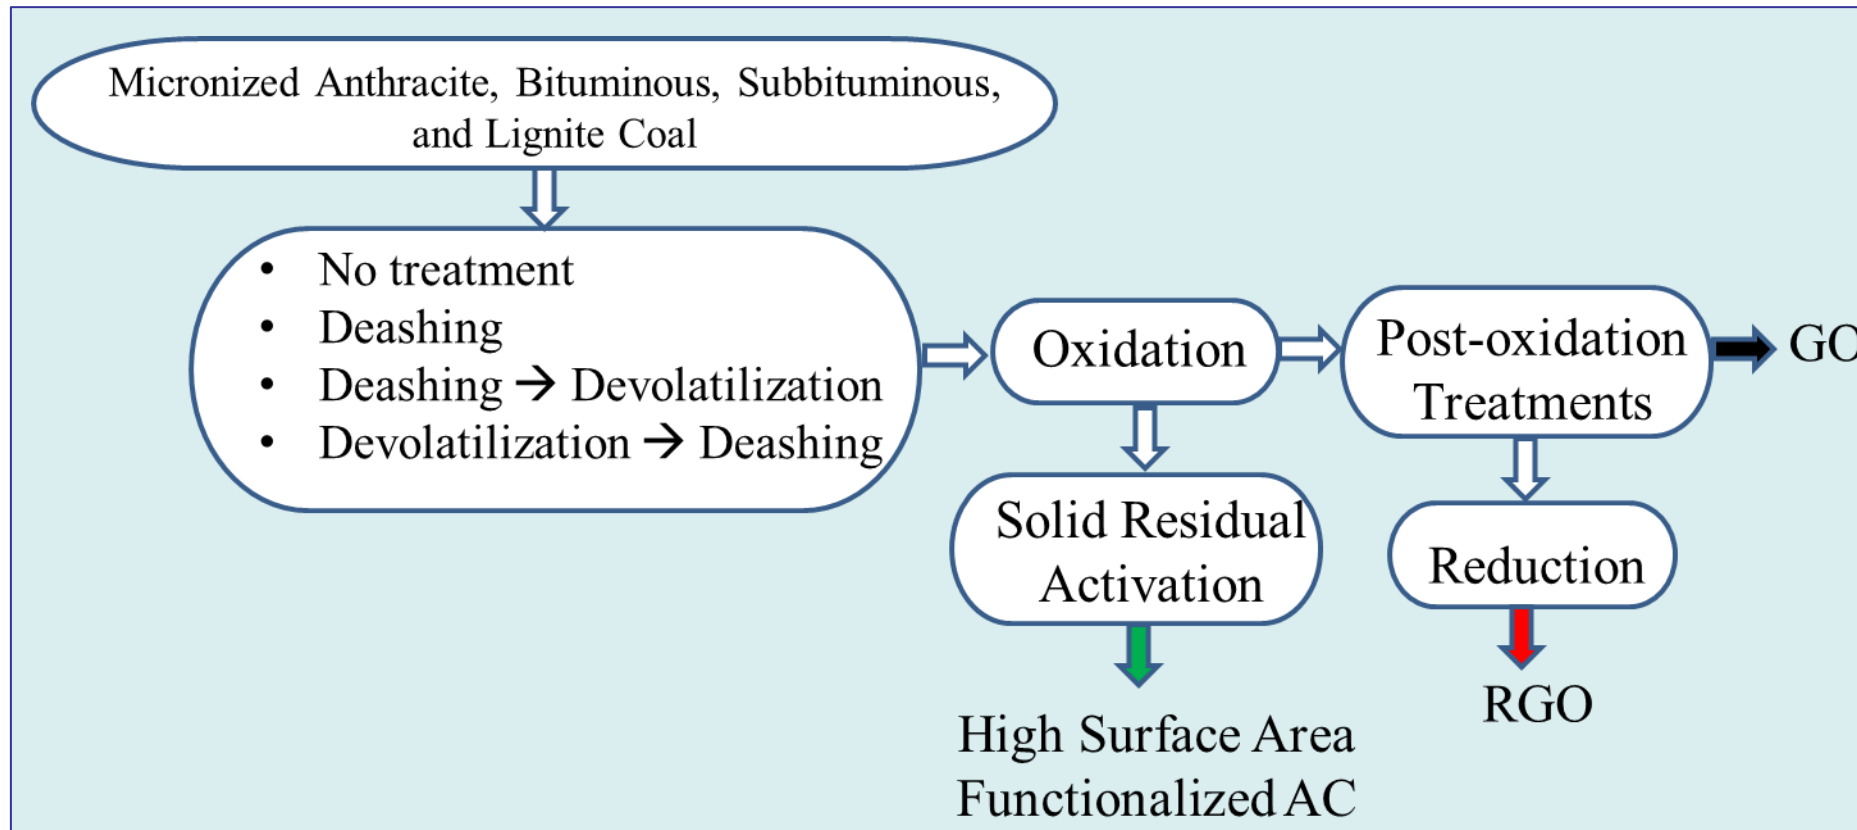 Micronized Anthracite, Bituminous, Subbituminous,
and Lignite Coal
• No treatment
• Deashing
• Deashing → Devolatilization
• Devolatilization → Deashing
Oxidation
Post-oxidation
Treatments
GO
Solid Residual
Activation
Reduction
High Surface Area
Functionalized AC
RGO